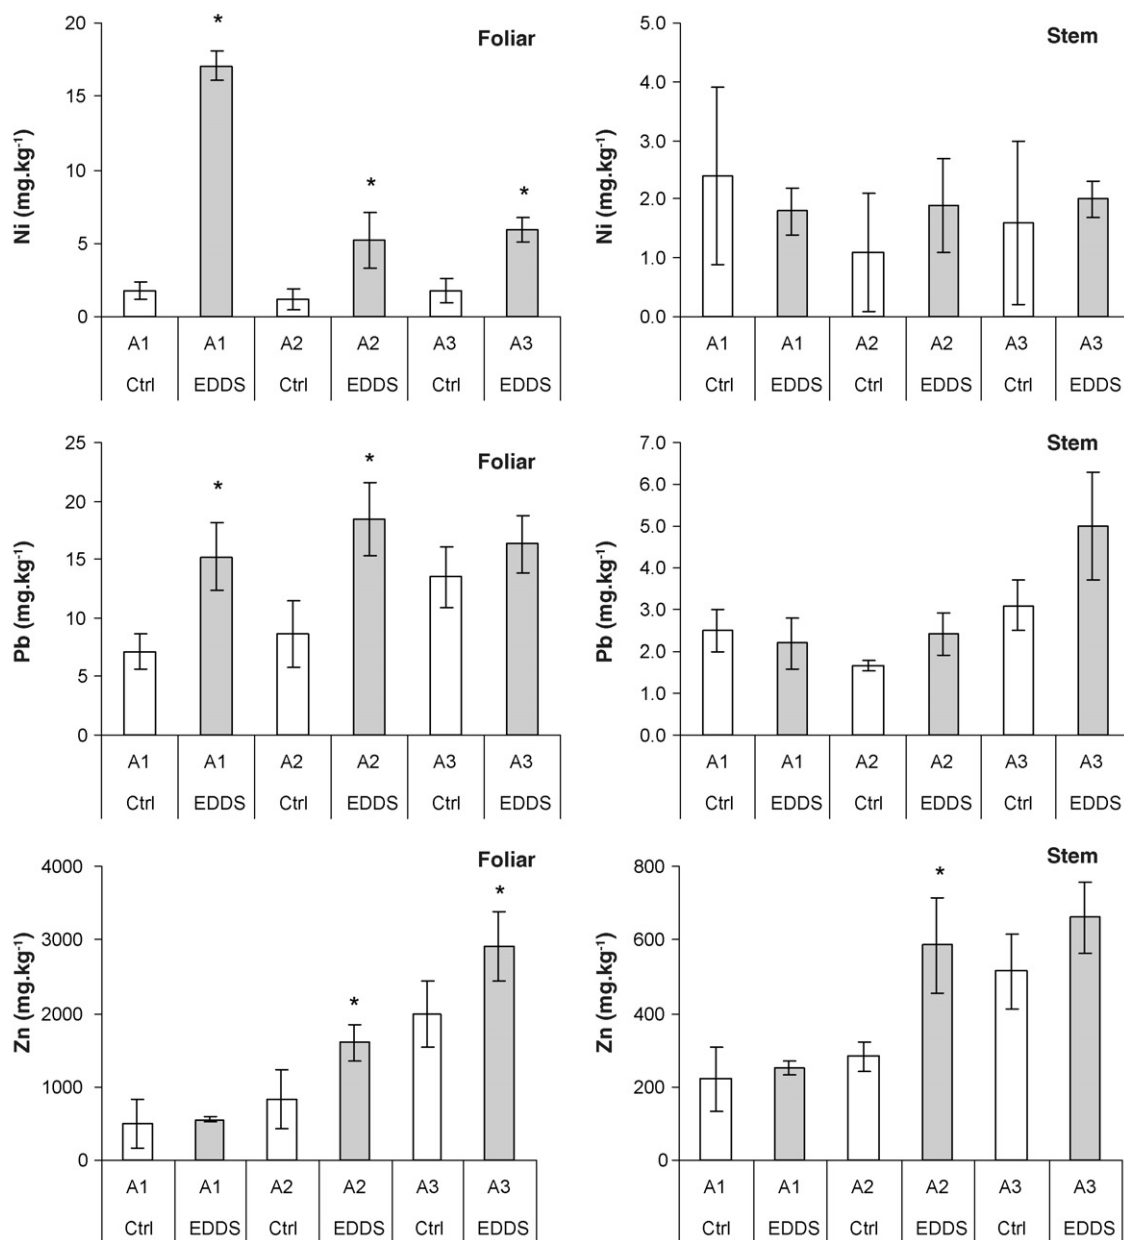 Foliar
Ni (mg.kg⁻¹)
20
*
15
10
*
*
5
0
A1 A1 A2 A2 A3 A3
Ctrl EDDS Ctrl EDDS Ctrl EDDS
Stem
Ni (mg.kg⁻¹)
5.0
4.0
3.0
2.0
1.0
0.0
A1 A1 A2 A2 A3 A3
Ctrl EDDS Ctrl EDDS Ctrl EDDS
Foliar
Pb (mg.kg⁻¹)
25
*
*
20
15
10
5
0
A1 A1 A2 A2 A3 A3
Ctrl EDDS Ctrl EDDS Ctrl EDDS
Stem
Pb (mg.kg⁻¹)
7.0
6.0
5.0
4.0
3.0
2.0
1.0
0.0
A1 A1 A2 A2 A3 A3
Ctrl EDDS Ctrl EDDS Ctrl EDDS
Foliar
Zn (mg.kg⁻¹)
4000
*
3000
*
2000
1000
0
A1 A1 A2 A2 A3 A3
Ctrl EDDS Ctrl EDDS Ctrl EDDS
Stem
Zn (mg.kg⁻¹)
800
*
600
400
200
0
A1 A1 A2 A2 A3 A3
Ctrl EDDS Ctrl EDDS Ctrl EDDS